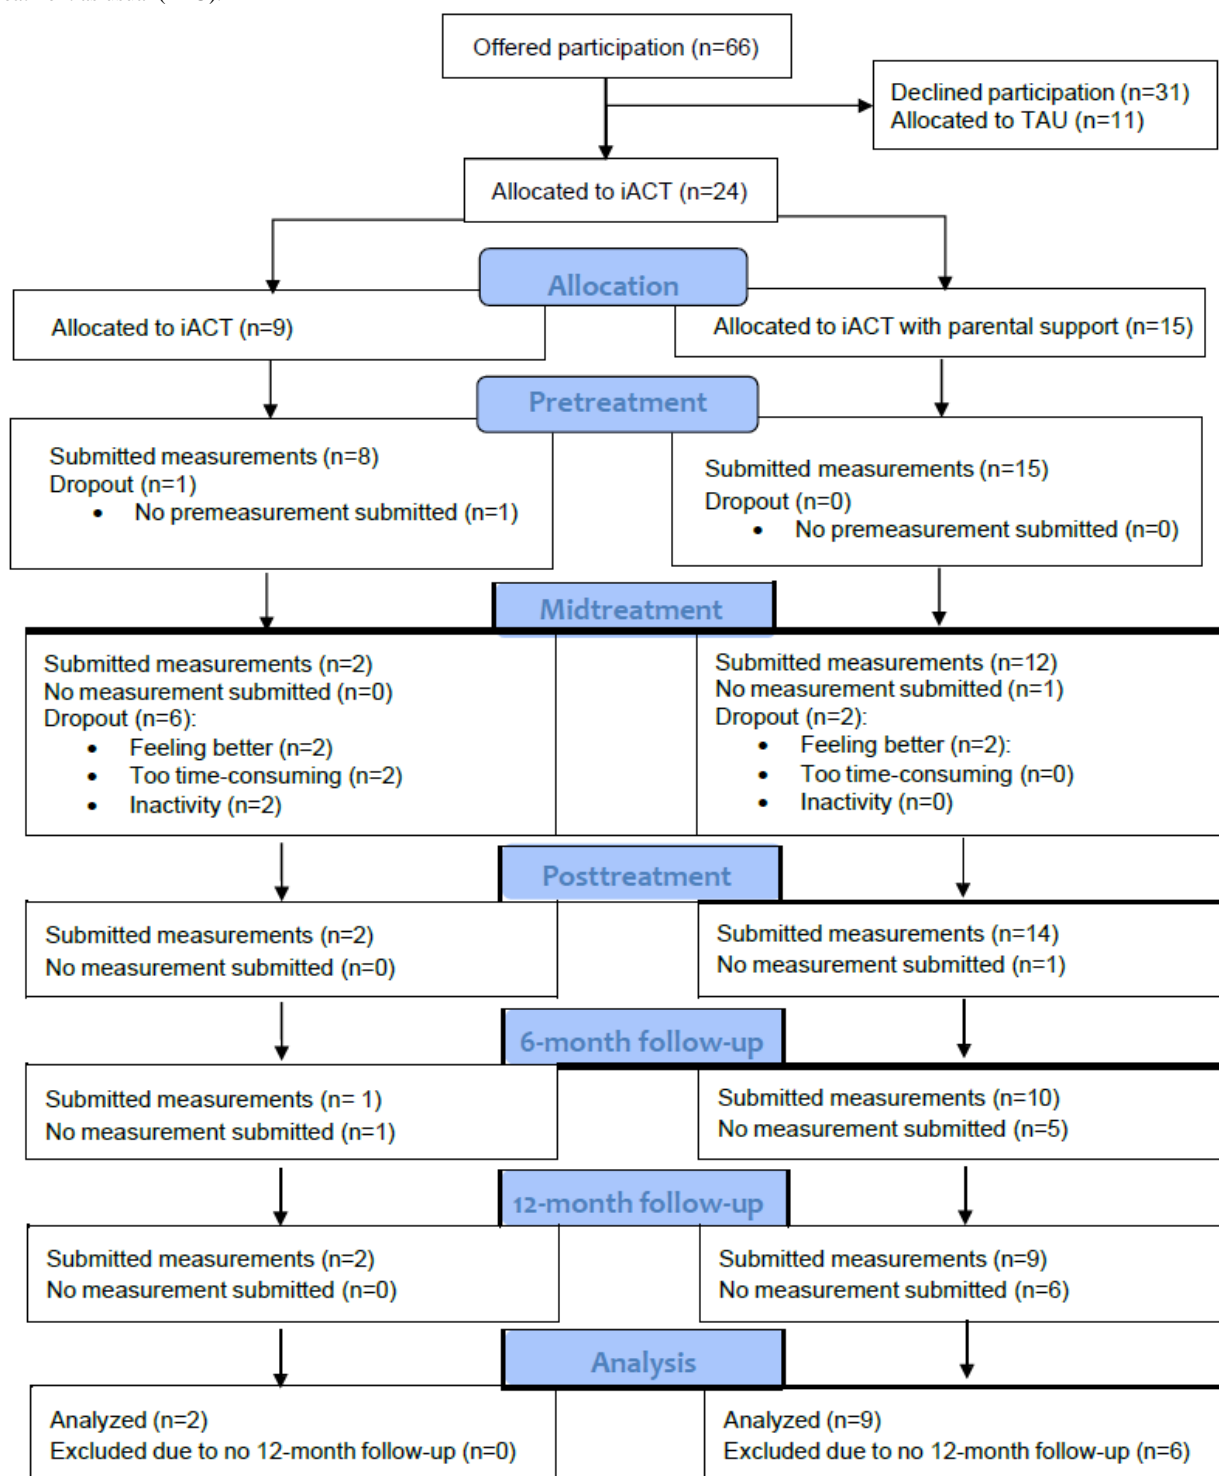 Offered participation (n=66)
Declined participation (n=31)
Allocated to TAU (n=11)
Allocated to iACT (n=24)
Allocation
Allocated to iACT (n=9)
Allocated to iACT with parental support (n=15)
Pretreatment
Submitted measurements (n=8)
Dropout (n=1)
• No premeasurement submitted (n=1)
Submitted measurements (n=15)
Dropout (n=0)
• No premeasurement submitted (n=0)
Midtreatment
Submitted measurements (n=2)
No measurement submitted (n=0)
Dropout (n=6):
• Feeling better (n=2)
• Too time-consuming (n=2)
• Inactivity (n=2)
Submitted measurements (n=12)
No measurement submitted (n=1)
Dropout (n=2):
• Feeling better (n=2):
• Too time-consuming (n=0)
• Inactivity (n=0)
Posttreatment
Submitted measurements (n=2)
No measurement submitted (n=0)
Submitted measurements (n=14)
No measurement submitted (n=1)
6-month follow-up
Submitted measurements (n= 1)
No measurement submitted (n=1)
Submitted measurements (n=10)
No measurement submitted (n=5)
12-month follow-up
Submitted measurements (n=2)
No measurement submitted (n=0)
Submitted measurements (n=9)
No measurement submitted (n=6)
Analysis
Analyzed (n=2)
Excluded due to no 12-month follow-up (n=0)
Analyzed (n=9)
Excluded due to no 12-month follow-up (n=6)